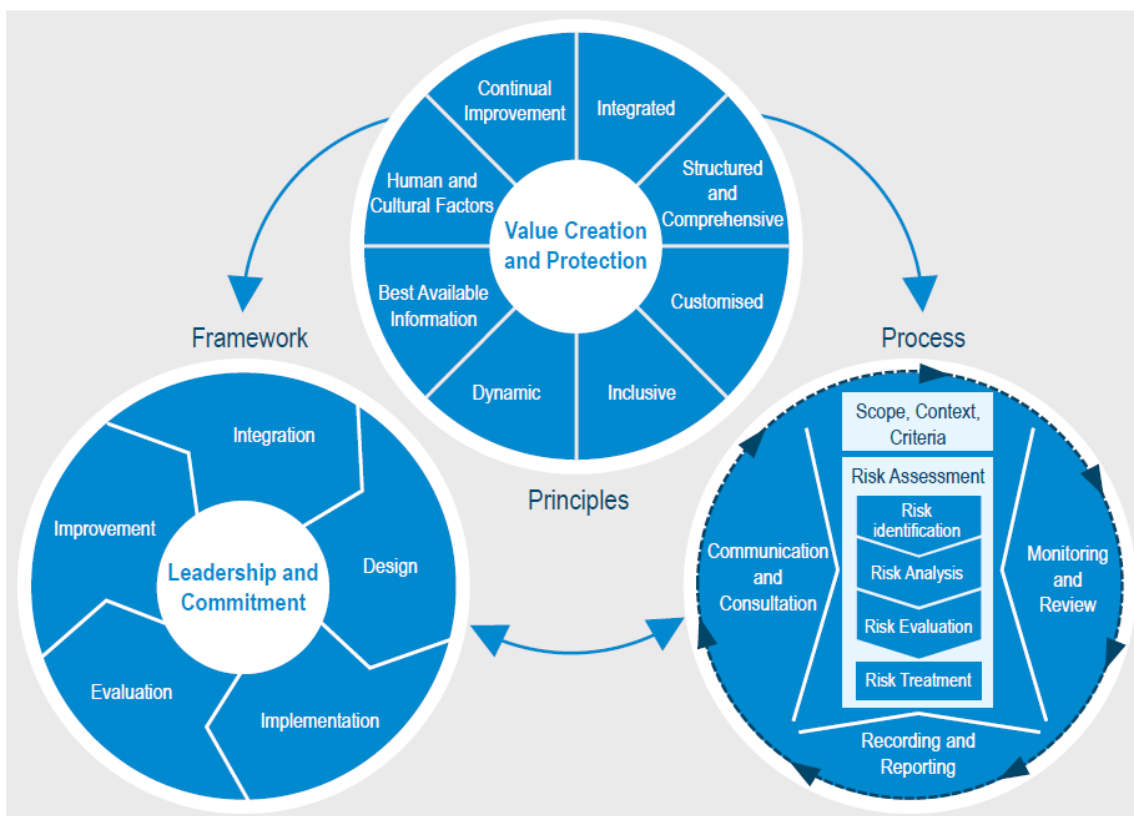 Continual
Improvement
Integrated
Structured
and
Comprehensive
Customised
Inclusive
Dynamic
Best Available
Information
Human and
Cultural Factors
Value Creation
and Protection
Principles
Framework
Integration
Design
Implementation
Evaluation
Improvement
Leadership and
Commitment
Process
Scope, Context,
Criteria
Risk Assessment
Risk
identification
Risk Analysis
Risk Evaluation
Risk Treatment
Communication
and
Consultation
Monitoring
and
Review
Recording and
Reporting